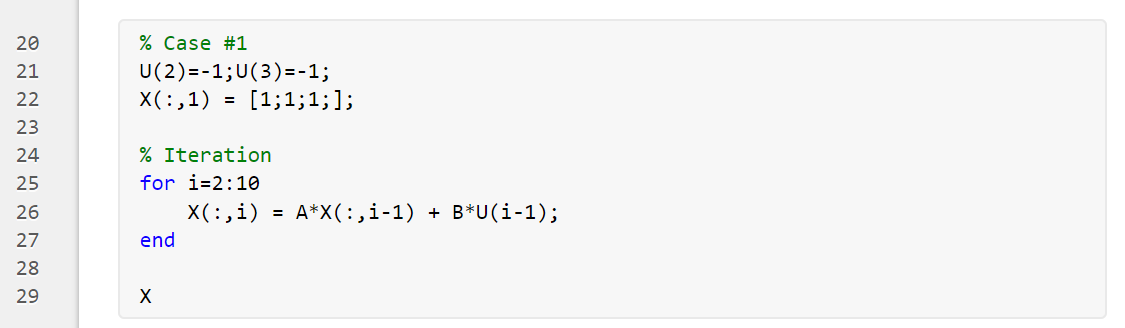 20 % Case #1
21 U(2)=-1;U(3)=-1;
22 X(:,1) = [1;1;1;];
23
24 % Iteration
25 for i=2:10
26     X(:,i) = A*X(:,i-1) + B*U(i-1);
27 end
28
29 X